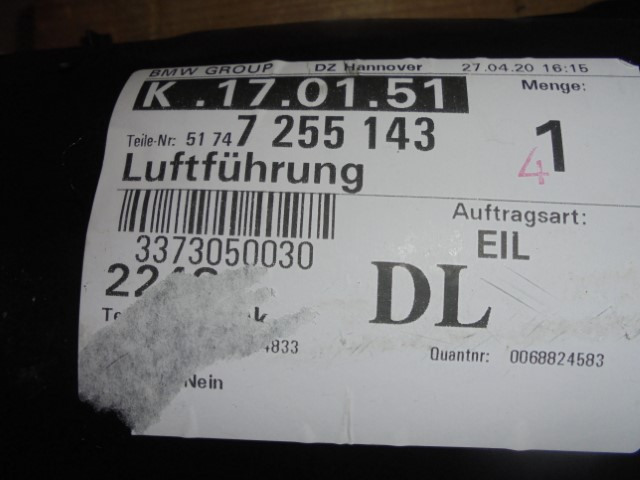 BMW GROUP DZ Hannover 27.04.20 16:15
K .17.01.51 Menge:
Teile-Nr: 51 74 7 255 143 1
4
Luftführung
3373050030
Auftragsart:
EIL
DL
4833
Quantnr: 0068824583
Nein